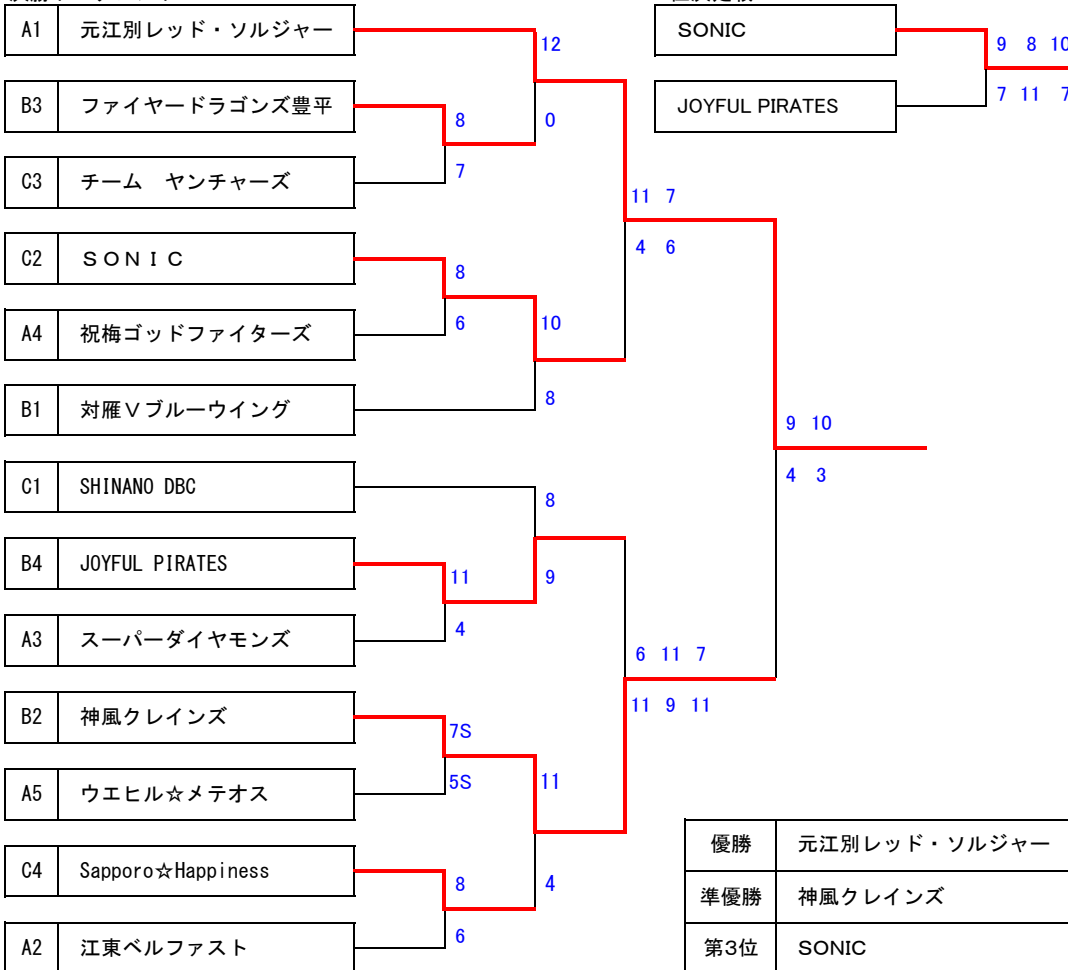 A1 元江別レッド・ソルジャー
12
B3 ファイヤードラゴンズ豊平
8
0
C3 チーム ヤンチャーズ
7
11 7
4 6
C2 ＳＯＮＩＣ
8
A4 祝梅ゴッドファイターズ
6
10
B1 対雁Ｖブルーウイング
8
9 10
4 3
C1 SHINANO DBC
8
B4 JOYFUL PIRATES
11
9
A3 スーパーダイヤモンズ
4
6 11 7
11 9 11
B2 神風クレインズ
7S
A5 ウエヒル☆メテオス
5S
11
C4 Sapporo☆Happiness
8
4
A2 江東ベルファスト
6
SONIC
9 8 10
JOYFUL PIRATES
7 11 7
優勝 元江別レッド・ソルジャー
準優勝 神風クレインズ
第3位 SONIC